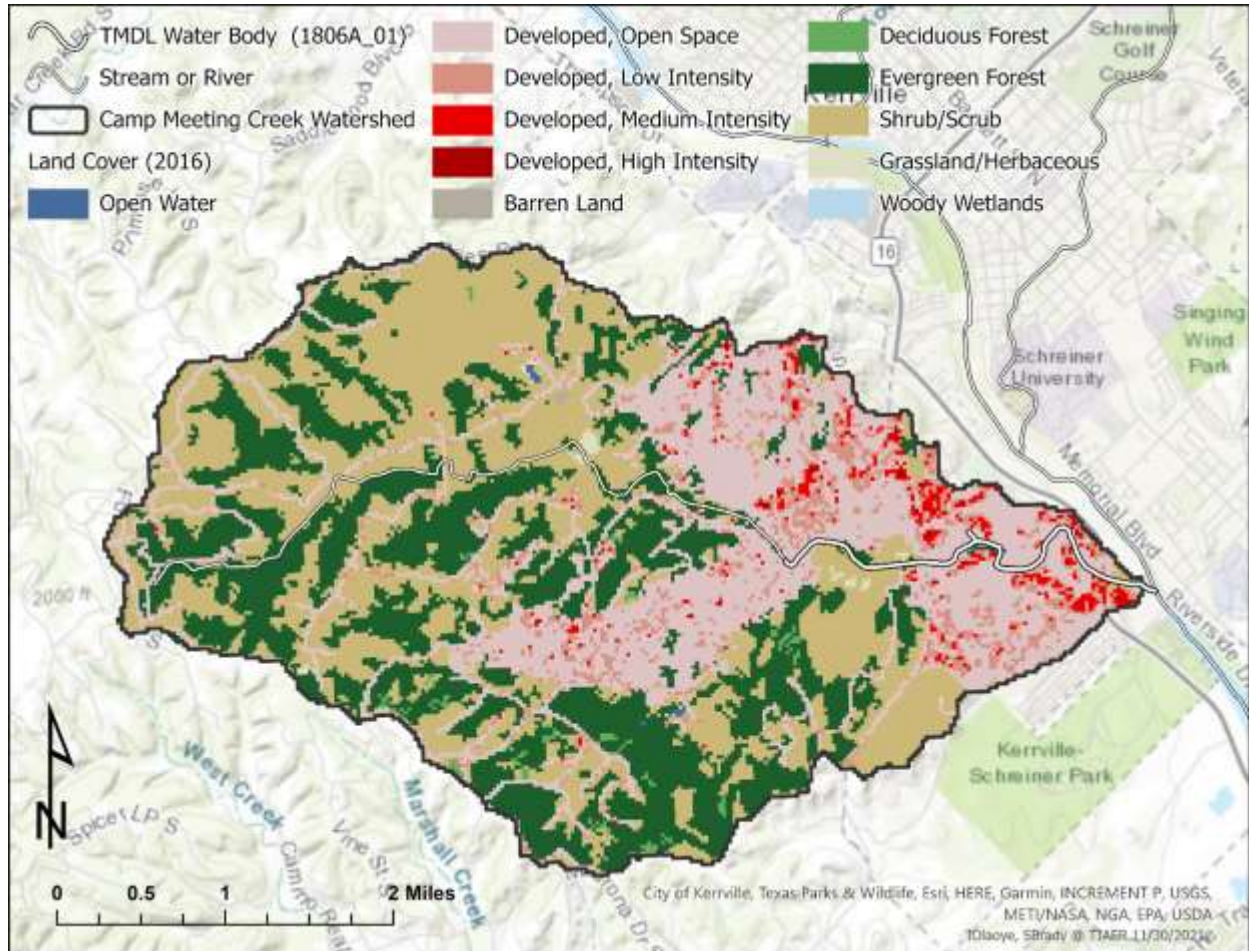 TMDL Water Body (1806A_01)
Stream or River
Camp Meeting Creek Watershed
Land Cover (2016)
Open Water
Developed, Open Space
Developed, Low Intensity
Developed, Medium Intensity
Developed, High Intensity
Barren Land
Deciduous Forest
Evergreen Forest
Shrub/Scrub
Grassland/Herbaceous
Woody Wetlands
Schreiner
Golf
Course
Kerrville
16
Singing
Wind
Park
Schreiner
University
Memorial Blvd
Riverside Dr
2000 ft
Kerrville-
Schreiner Park
West Creek
Marshall Creek
Spicer Lp S
Vine St S
N
0 0.5 1 2 Miles
City of Kerrville, Texas Parks & Wildlife, Esri, HERE, Garmin, INCREMENT P, USGS,
METI/NASA, NGA, EPA, USDA